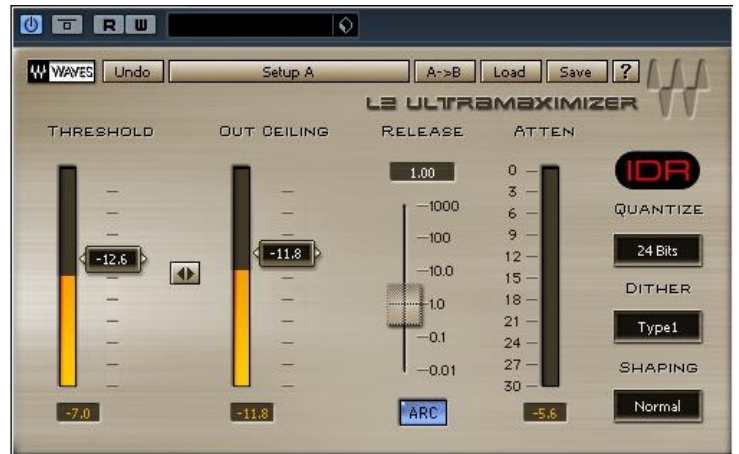 R W
WAVES Undo Setup A A->B Load Save ?
L3 ULTRAMAXIMIZER
THRESHOLD OUT CEILING RELEASE ATTEN
1.00
IDR
QUANTIZE
24 Bits
DITHER
Type1
SHAPING
Normal
-12.6
-11.8
1000
100
10.0
1.0
0.1
0.01
0
3
6
9
12
15
18
21
24
27
30
-7.0 -11.8 ARC -5.6